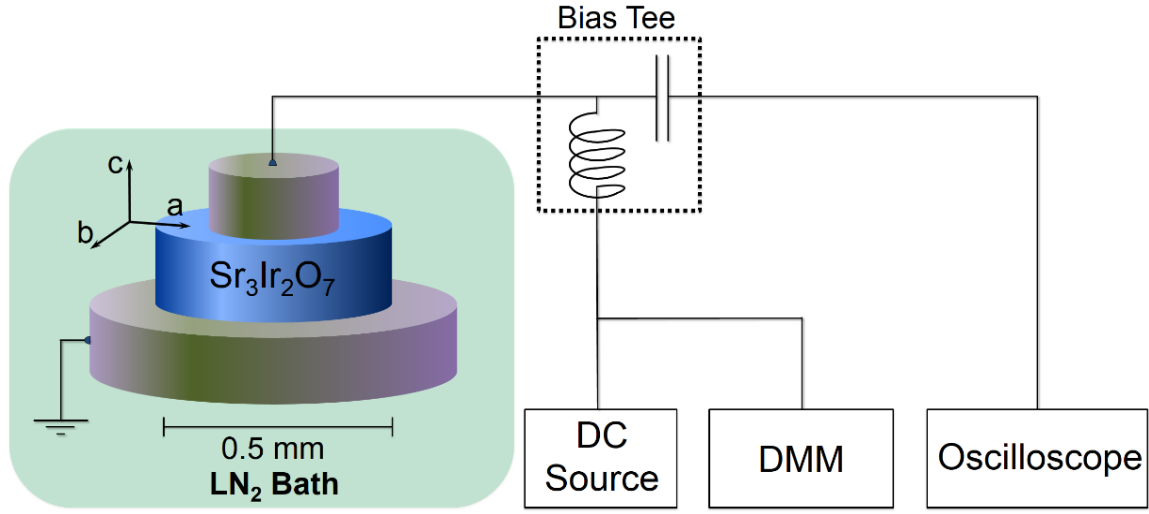 Bias Tee
c
a
b
Sr₃Ir₂O₇
0.5 mm
LN₂ Bath
DC
Source
DMM
Oscilloscope